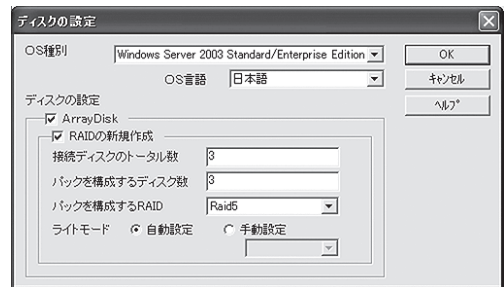 ディスクの設定
OS種別 Windows Server 2003 Standard/Enterprise Edition
OK
OS言語 日本語
キャンセル
ディスクの設定
ヘルプ
ArrayDisk
RAIDの新規作成
接続ディスクのトータル数 3
パックを構成するディスク数 3
パックを構成するRAID Raid5
ライトモード 自動設定 手動設定